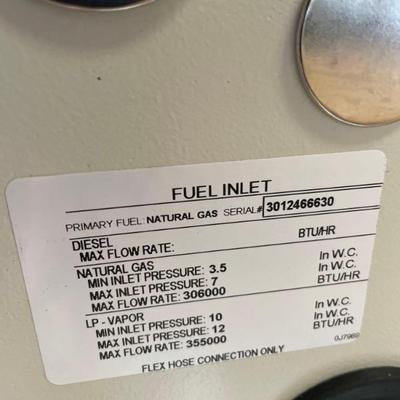 FUEL INLET
PRIMARY FUEL: NATURAL GAS SERIAL# 3012466630
DIESEL
MAX FLOW RATE: BTU/HR
NATURAL GAS
MIN INLET PRESSURE: 3.5 In W.C.
MAX INLET PRESSURE: 7 In W.C.
MAX FLOW RATE: 306000 BTU/HR
LP - VAPOR
MIN INLET PRESSURE: 10 In W.C.
MAX INLET PRESSURE: 12 In W.C.
MAX FLOW RATE: 355000 BTU/HR
FLEX HOSE CONNECTION ONLY 0J7969